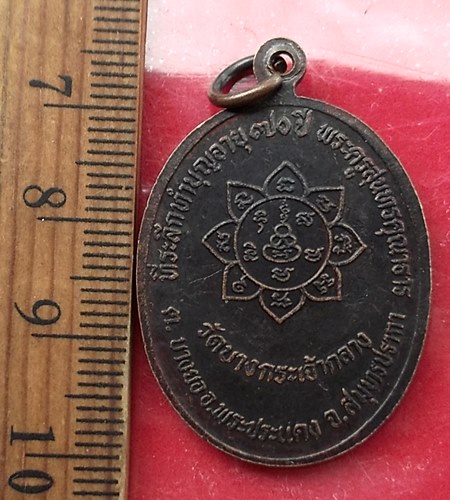 7
8
9
10
ที่ระลึกทำบุญอายุ ๗๐ ปี พระครูสุนทรคุณาธาร
วัดบางกระเจ้ากลาง
ต. บางยอ อ.พระประแดง จ.สมุทรปราการ